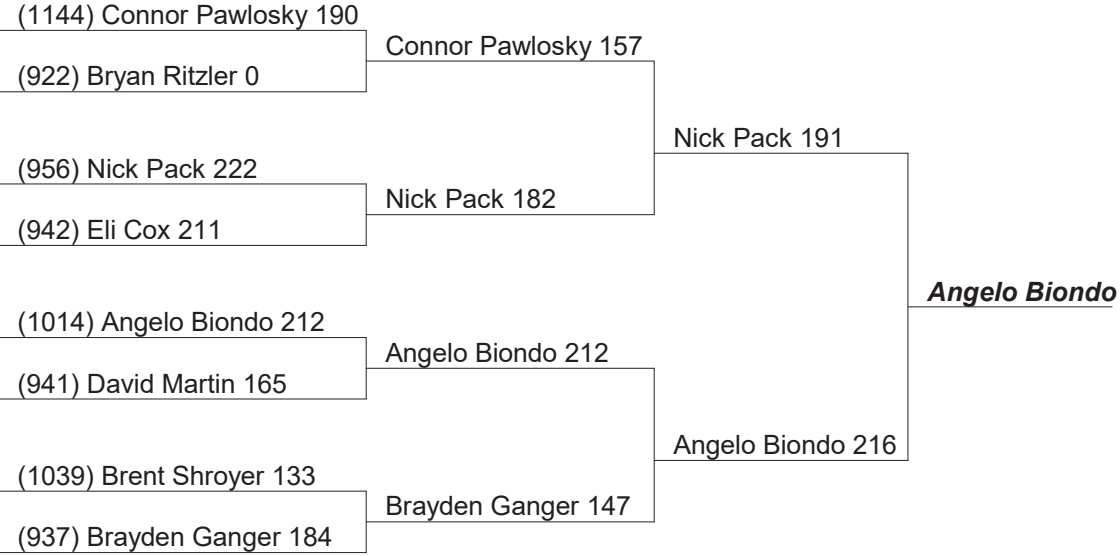 (1144) Connor Pawlosky 190
(922) Bryan Ritzler 0
(956) Nick Pack 222
(942) Eli Cox 211
(1014) Angelo Biondo 212
(941) David Martin 165
(1039) Brent Shroyer 133
(937) Brayden Ganger 184
Connor Pawlosky 157
Nick Pack 182
Angelo Biondo 212
Brayden Ganger 147
Nick Pack 191
Angelo Biondo 216
Angelo Biondo